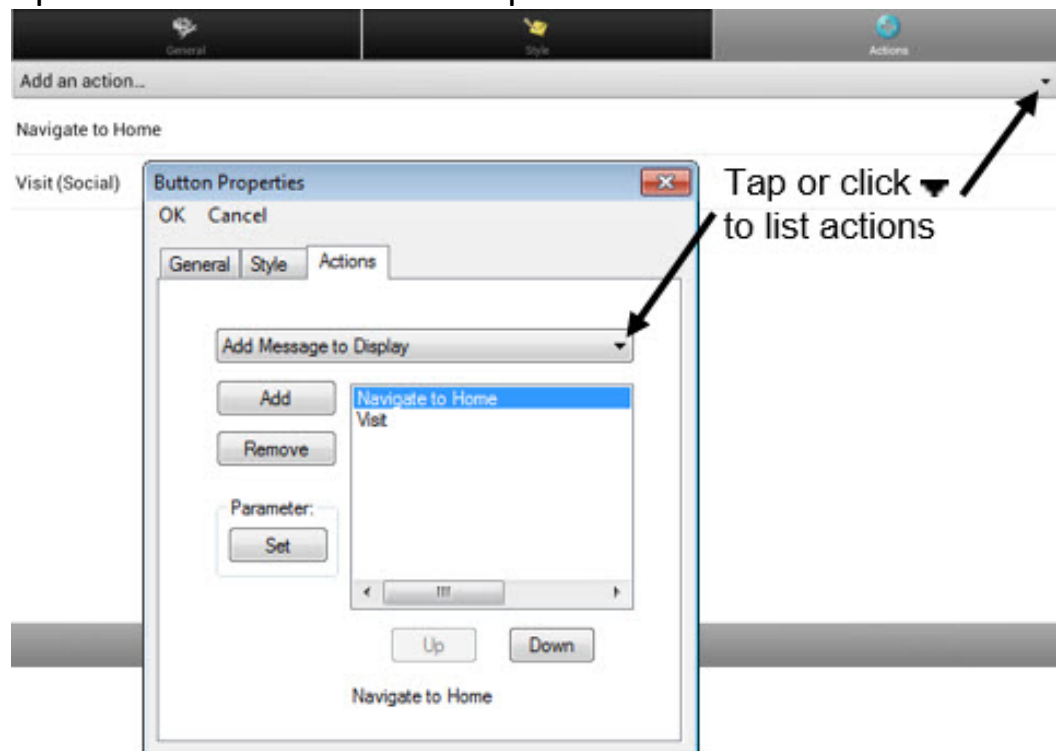 General
Style
Actions
Add an action...
Navigate to Home
Visit (Social)
Tap or click
to list actions
Button Properties
OK Cancel
General Style Actions
Add Message to Display
Add
Navigate to Home
Visit
Remove
Parameter:
Set
Up Down
Navigate to Home